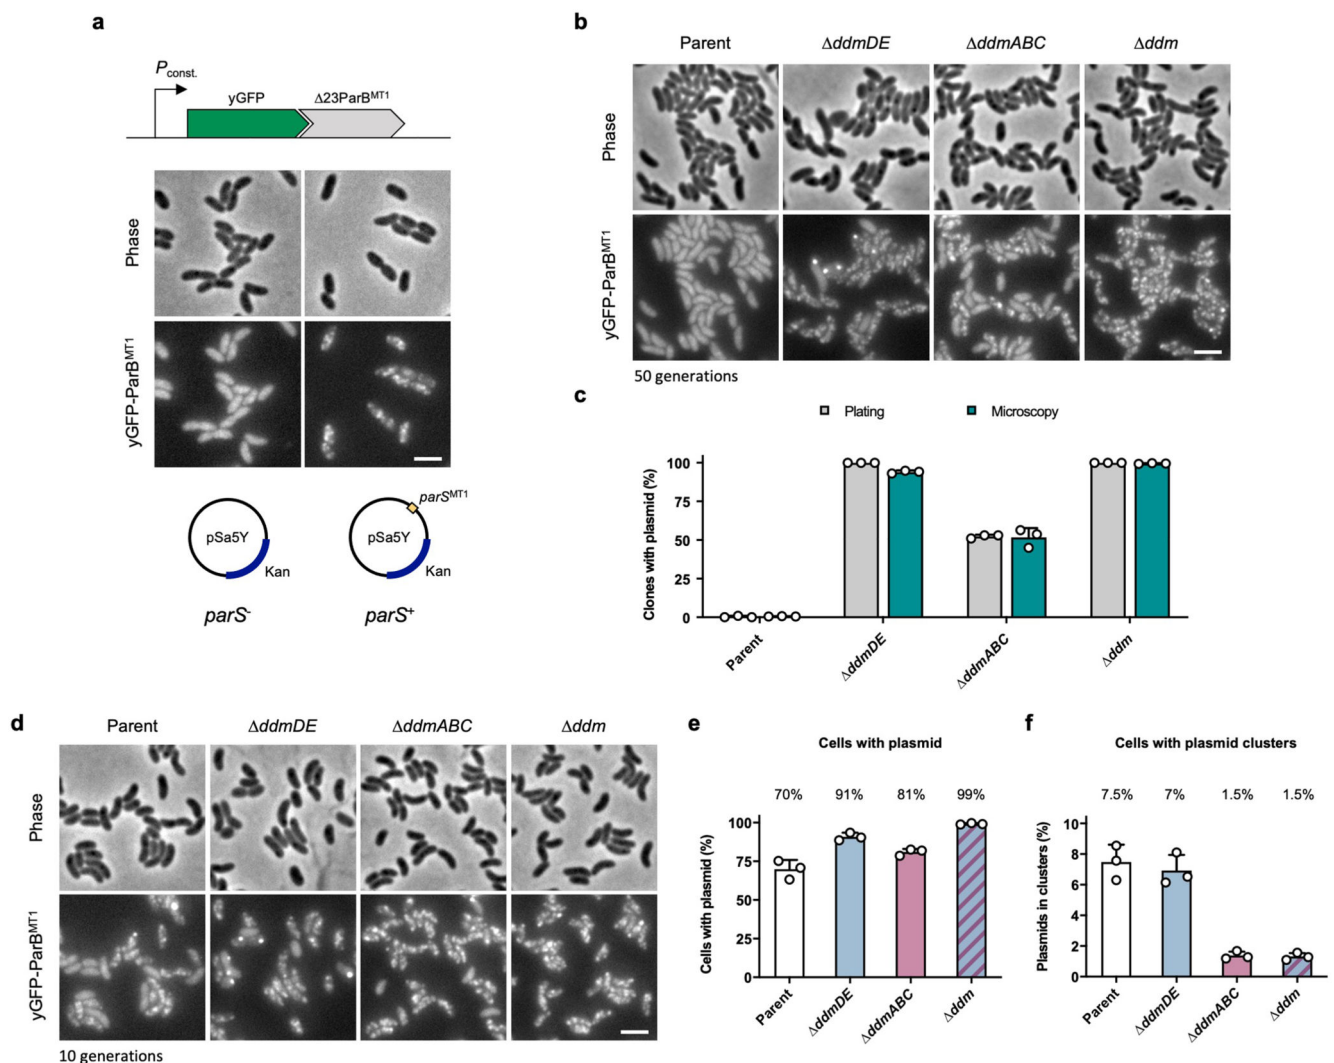 a
P const.
yGFP
Δ23ParB^MT1
Phase
yGFP-ParB^MT1
pSa5Y
Kan
parS⁻
parS^MT1
pSa5Y
Kan
parS⁺
b
Parent ΔddmDE ΔddmABC Δddm
Phase
yGFP-ParB^MT1
50 generations
c
Plating Microscopy
Clones with plasmid (%)
100
75
50
25
0
Parent ΔddmDE ΔddmABC Δddm
d
Parent ΔddmDE ΔddmABC Δddm
Phase
yGFP-ParB^MT1
10 generations
e
Cells with plasmid
70% 91% 81% 99%
Cells with plasmid (%)
100
75
50
25
0
Parent ΔddmDE ΔddmABC Δddm
f
Cells with plasmid clusters
7.5% 7% 1.5% 1.5%
Plasmids in clusters (%)
10
8
6
4
2
0
Parent ΔddmDE ΔddmABC Δddm